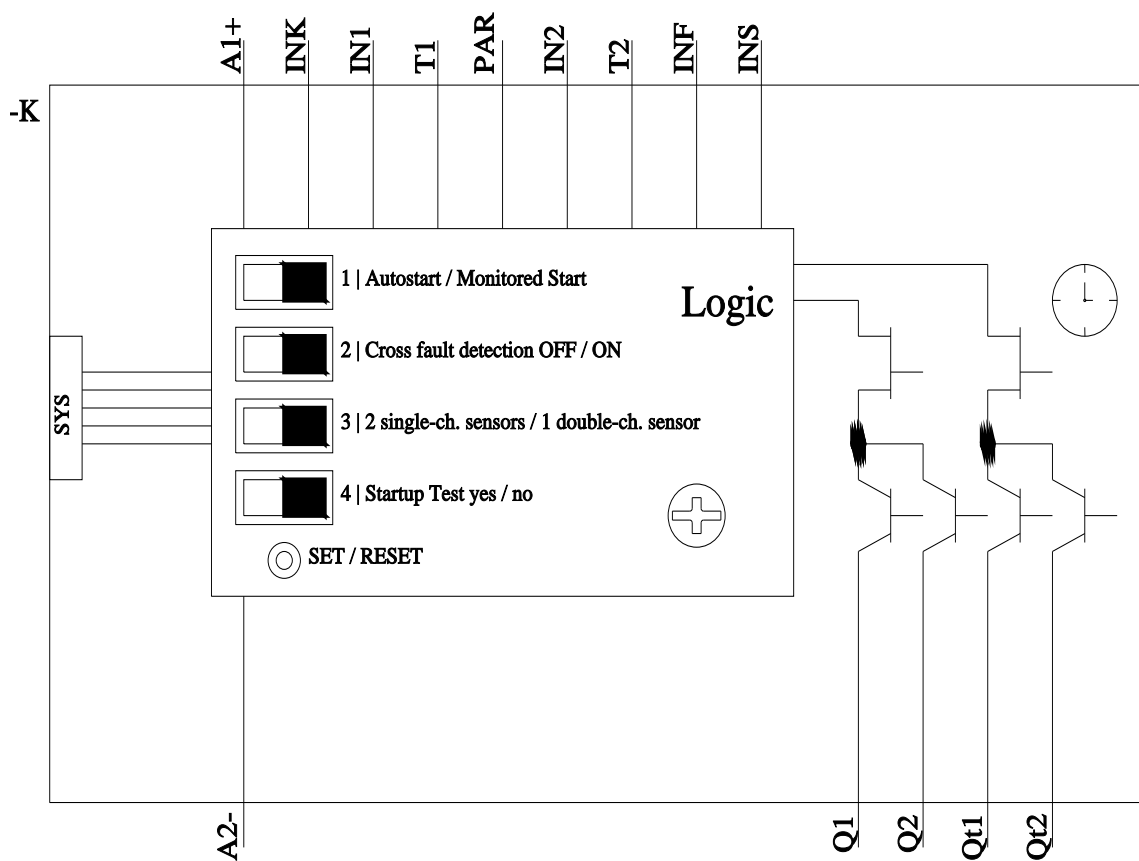 A1+
INK
IN1
T1
PAR
IN2
T2
INF
INS
-K
1 | Autostart / Monitored Start
Logic
2 | Cross fault detection OFF / ON
SYS
3 | 2 single-ch. sensors / 1 double-ch. sensor
4 | Startup Test yes / no
SET / RESET
A2-
Q1
Q2
Qt1
Qt2